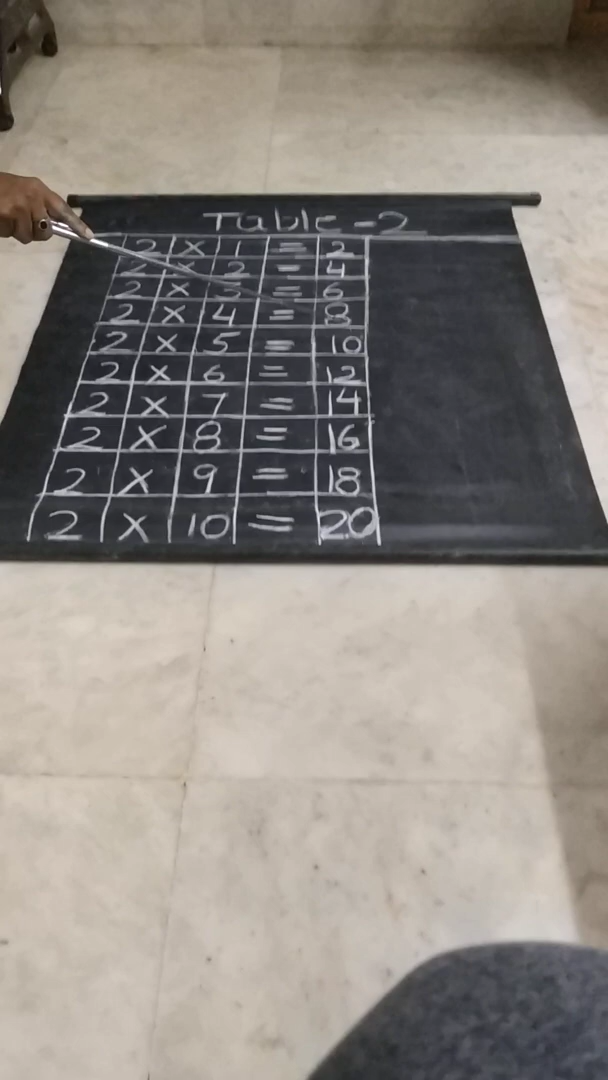 Table-2
2 x 1 = 2
2 x 2 = 4
2 x 3 = 6
2 x 4 = 8
2 x 5 = 10
2 x 6 = 12
2 x 7 = 14
2 x 8 = 16
2 x 9 = 18
2 x 10 = 20